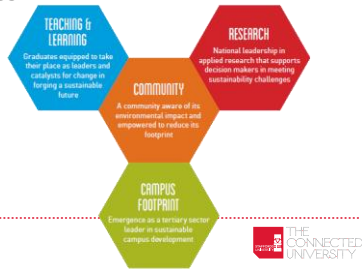 TEACHING &
LEARNING
Graduates equipped to take
their place as leaders and
catalysts for change in
forging a sustainable
future
RESEARCH
National leadership in
applied research that supports
decision makers in meeting
sustainability challenges
COMMUNITY
A community aware of its
environmental impact and
empowered to reduce its
footprint
CAMPUS
FOOTPRINT
Emergence as a tertiary sector
leader in sustainable
campus development
THE
CONNECTED
UNIVERSITY